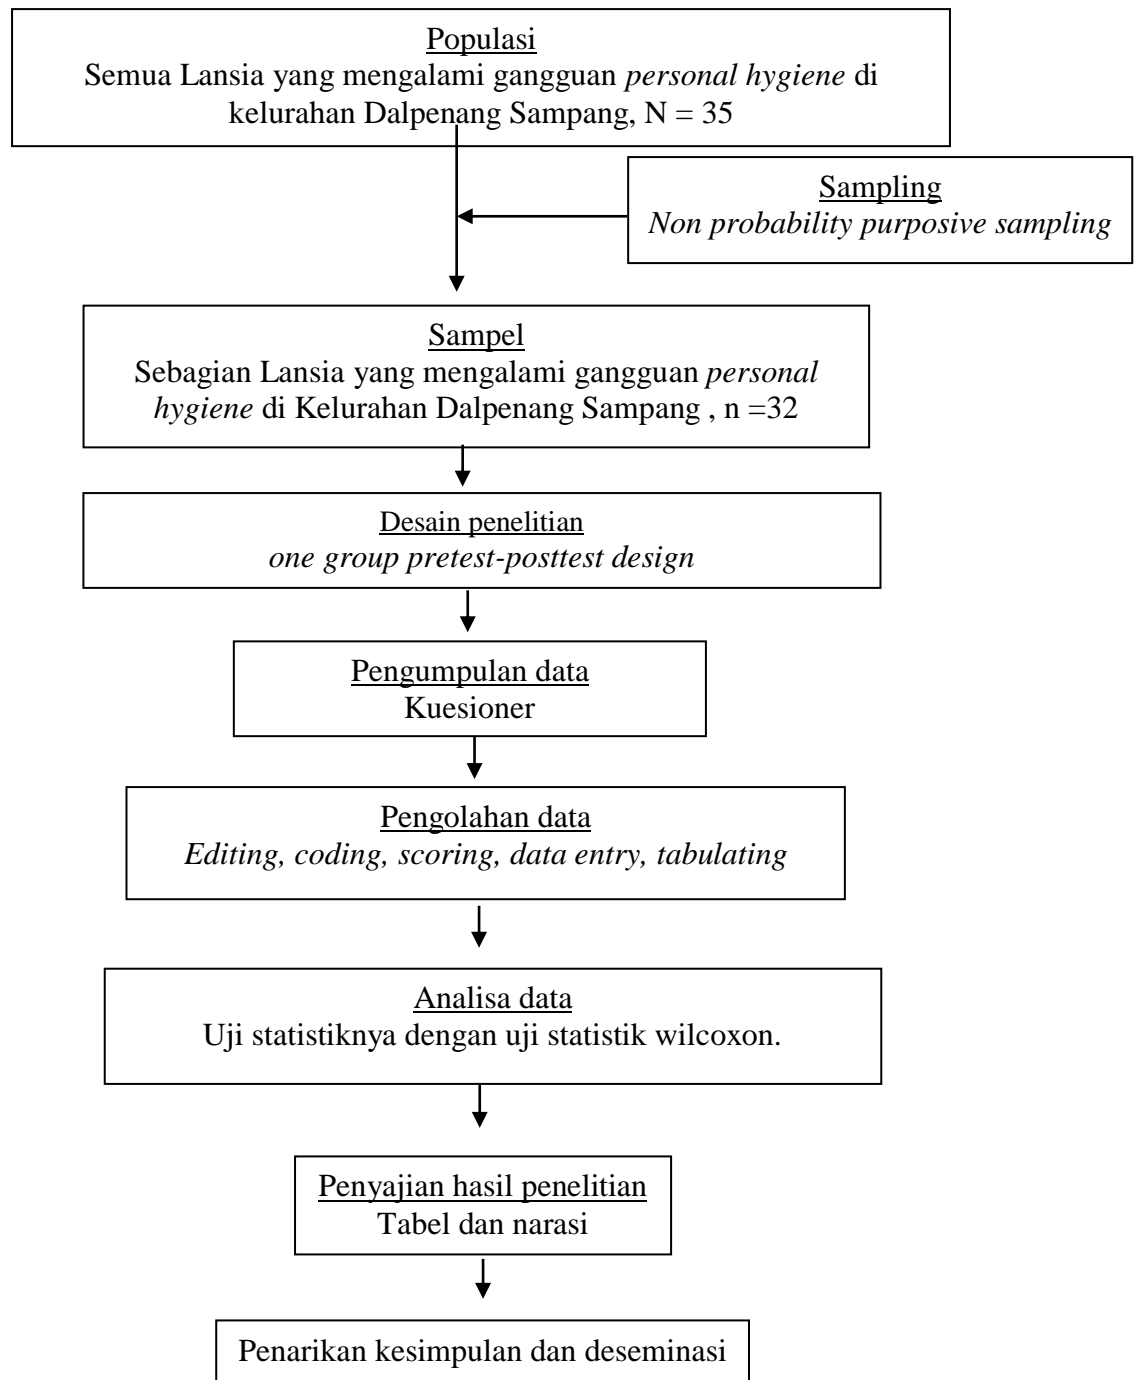 Populasi
Semua Lansia yang mengalami gangguan personal hygiene di
kelurahan Dalpenang Sampang, N = 35
Sampling
Non probability purposive sampling
Sampel
Sebagian Lansia yang mengalami gangguan personal
hygiene di Kelurahan Dalpenang Sampang , n =32
Desain penelitian
one group pretest-posttest design
Pengumpulan data
Kuesioner
Pengolahan data
Editing, coding, scoring, data entry, tabulating
Analisa data
Uji statistiknya dengan uji statistik wilcoxon.
Penyajian hasil penelitian
Tabel dan narasi
Penarikan kesimpulan dan deseminasi